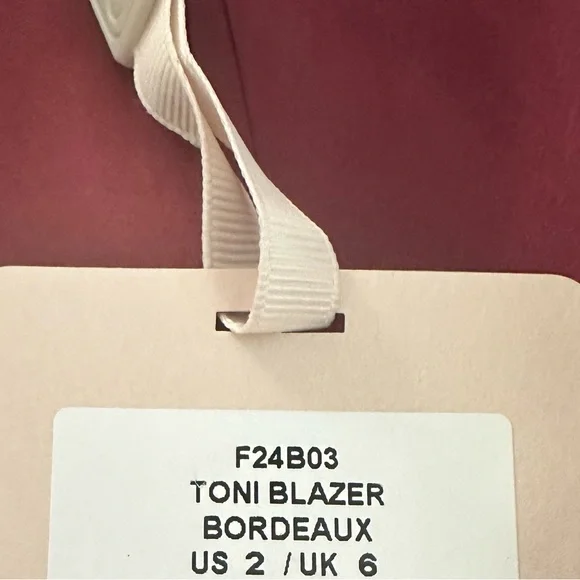 F24B03
TONI BLAZER
BORDEAUX
US 2 / UK 6